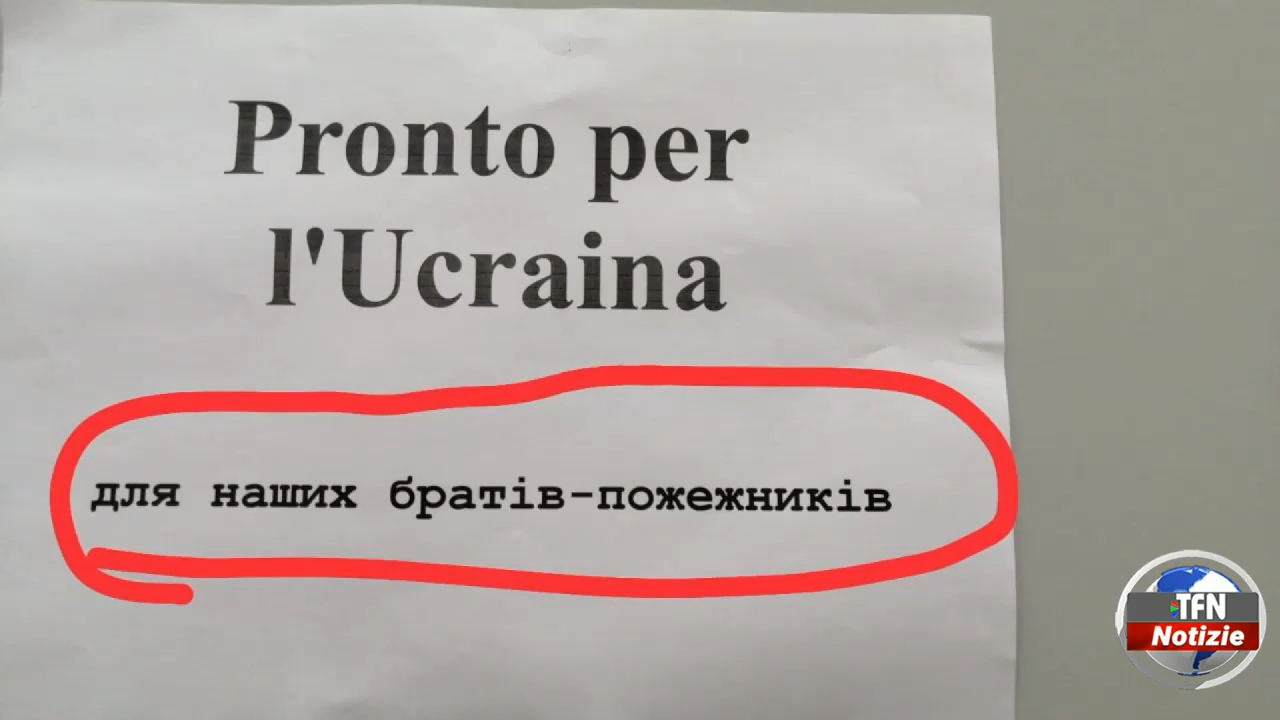 Pronto per
l'Ucraina
для наших братів-пожежників
TFN
Notizie